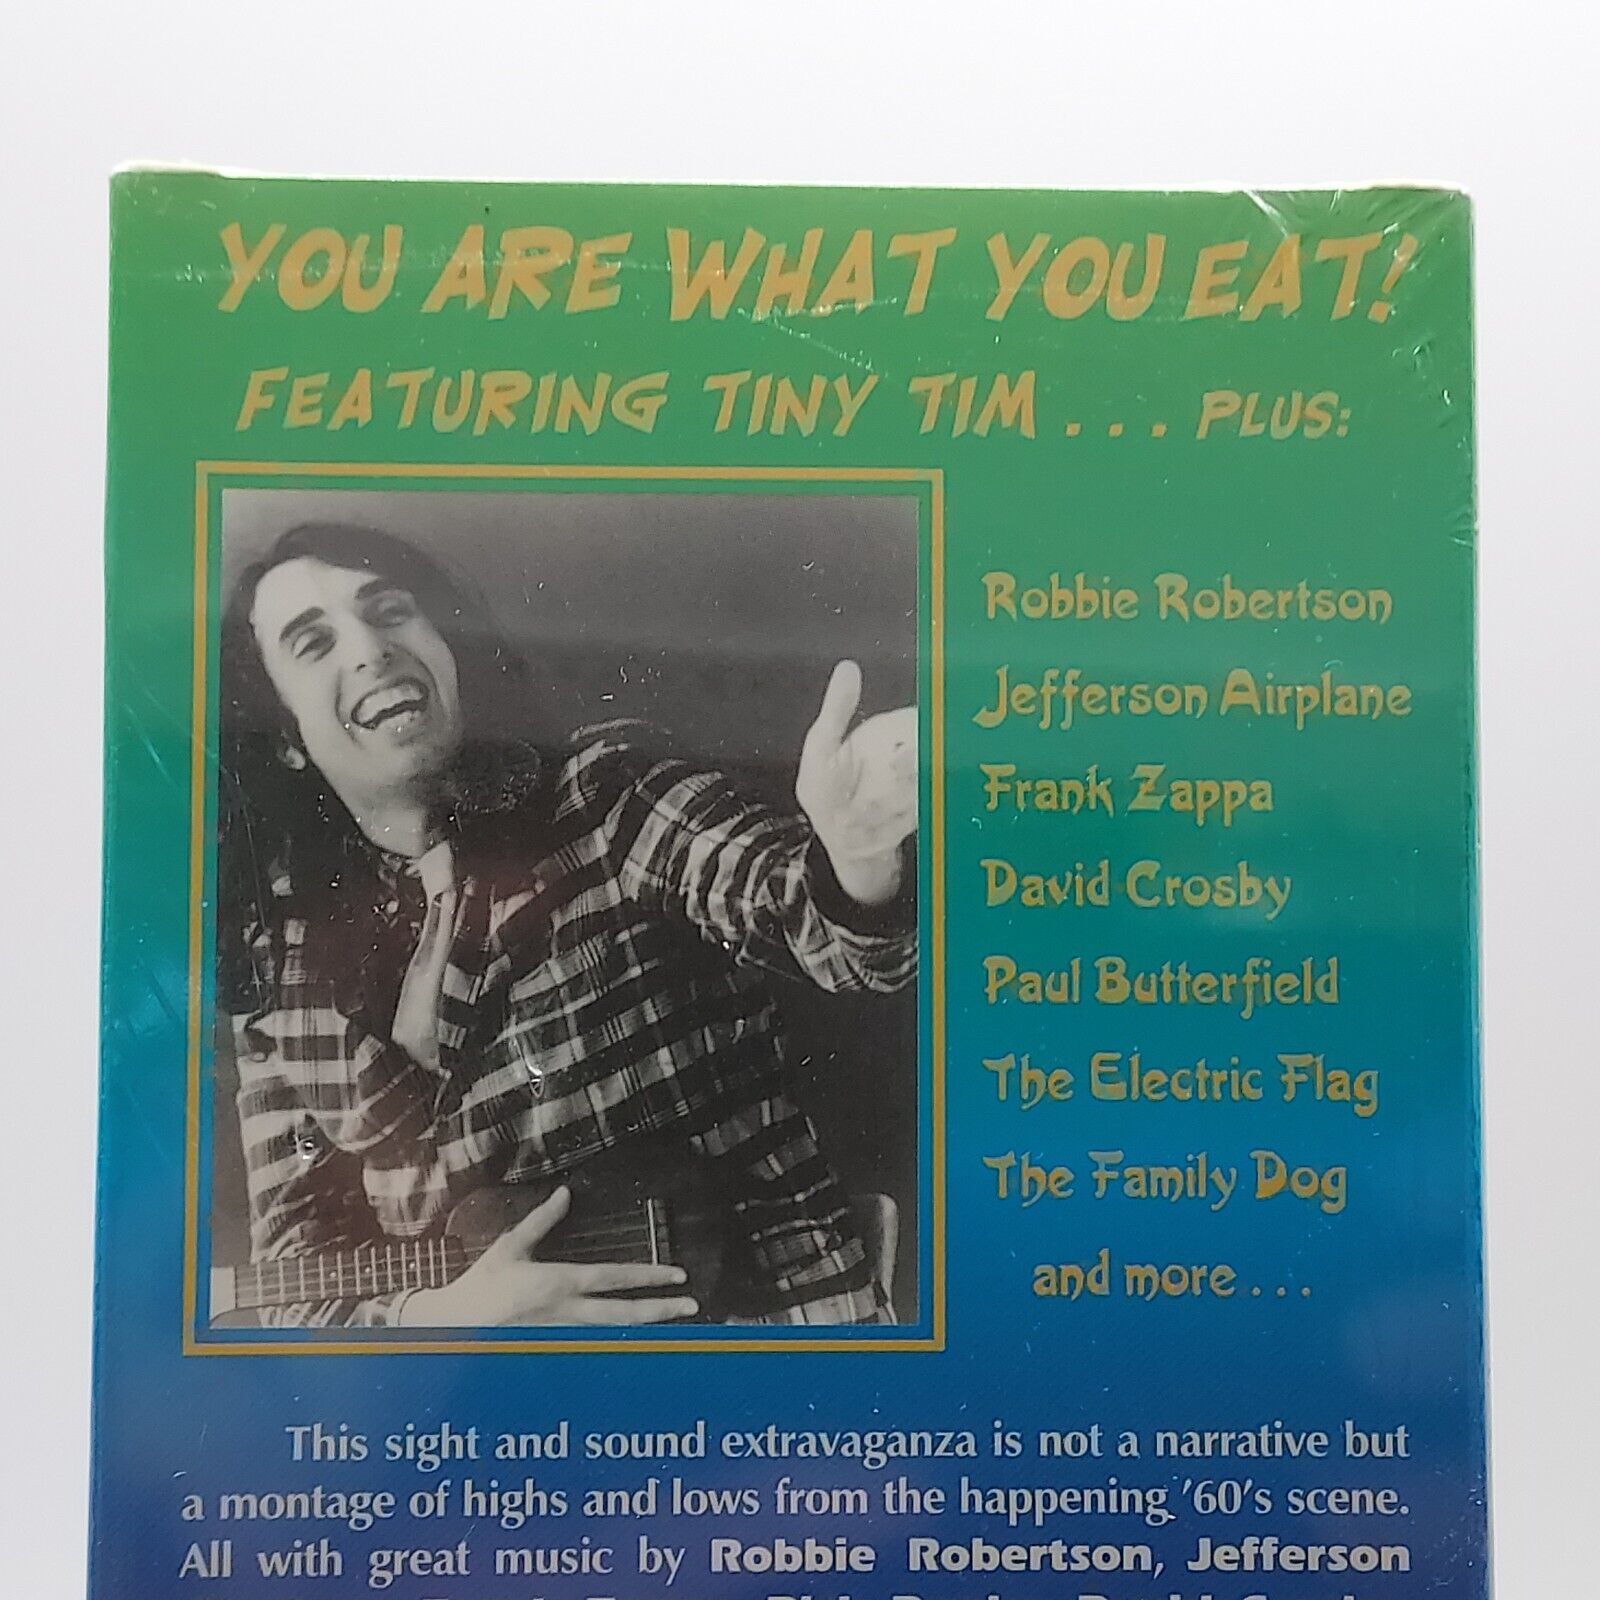 YOU ARE WHAT YOU EAT!
FEATURING TINY TIM . . . PLUS:
Robbie Robertson
Jefferson Airplane
Frank Zappa
David Crosby
Paul Butterfield
The Electric Flag
The Family Dog
and more . . .
This sight and sound extravaganza is not a narrative but
a montage of highs and lows from the happening '60's scene.
All with great music by Robbie Robertson, Jefferson